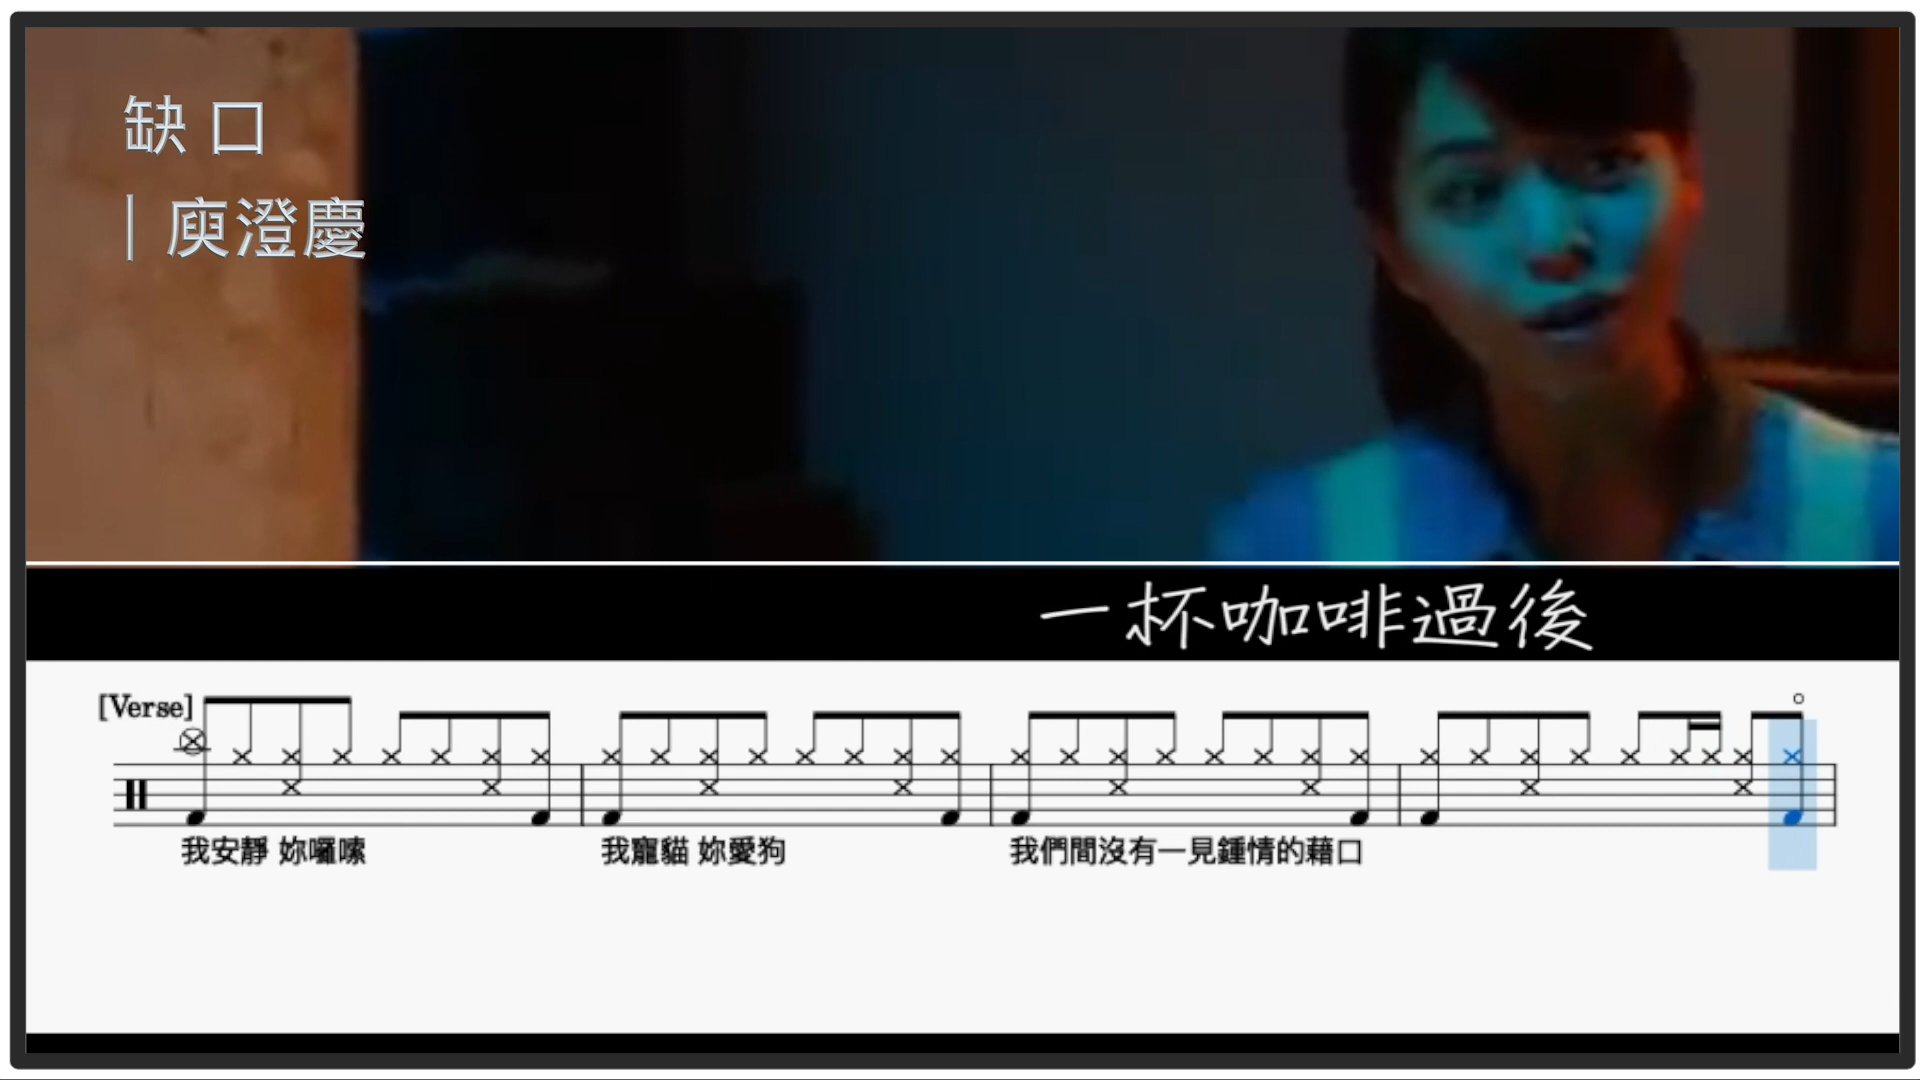 缺口
| 庾澄慶
一杯咖啡過後
[Verse]
我安靜 妳囉嗦 我寵貓 妳愛狗 我們間沒有一見鍾情的藉口